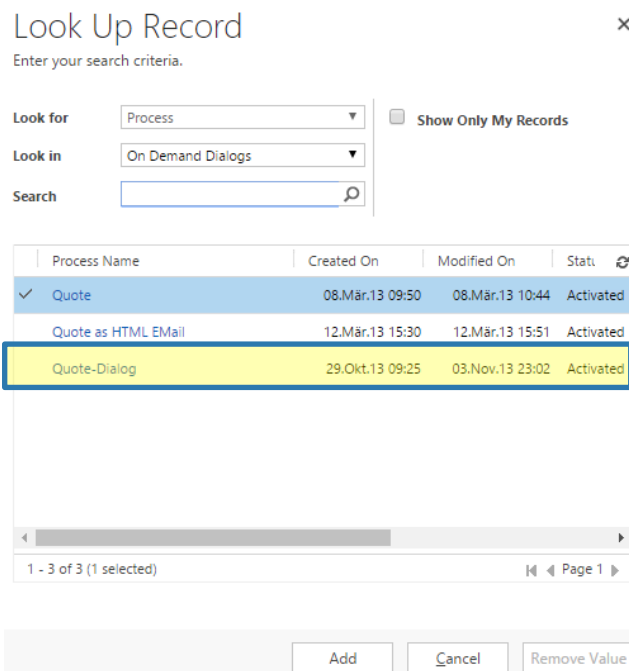 Look Up Record
Enter your search criteria.
Look for Process Show Only My Records
Look in On Demand Dialogs
Search
Process Name Created On Modified On Statu
Quote 08.Mär.13 09:50 08.Mär.13 10:44 Activated
Quote as HTML EMail 12.Mär.13 15:30 12.Mär.13 15:51 Activated
Quote-Dialog 29.Okt.13 09:25 03.Nov.13 23:02 Activated
1 - 3 of 3 (1 selected) Page 1
Add Cancel Remove Value